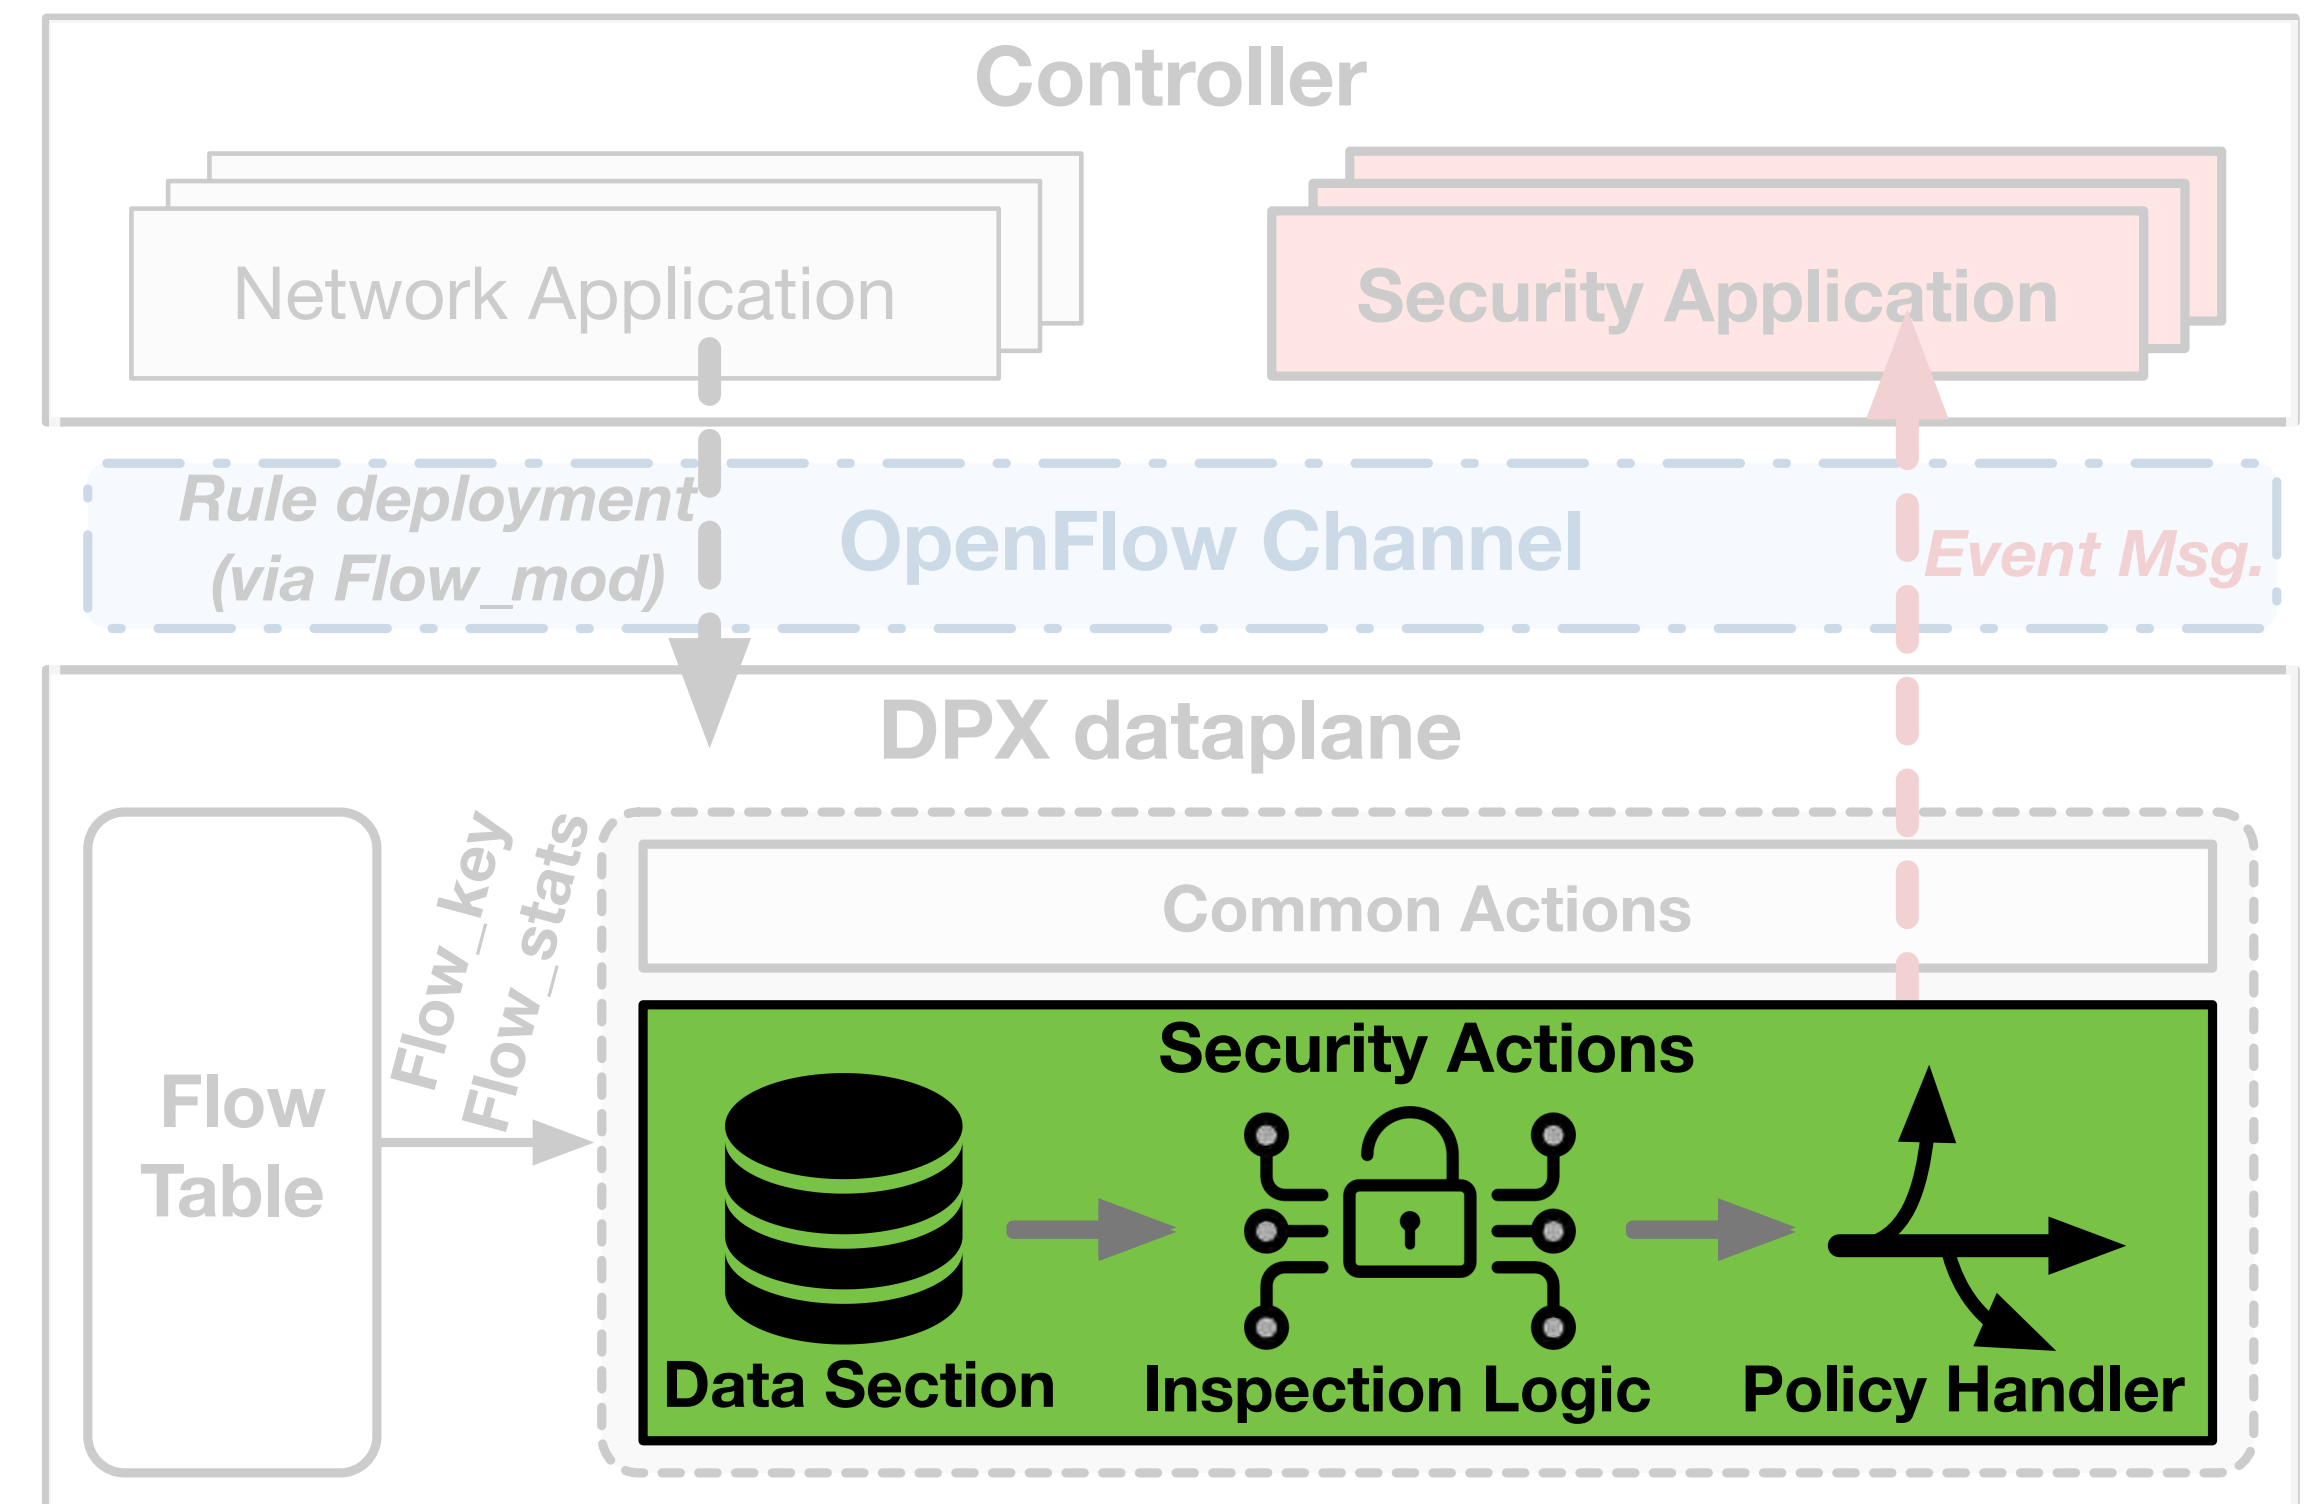 Controller
Network Application
Security Application
Rule deployment
(via Flow_mod)
OpenFlow Channel
Event Msg.
DPX dataplane
Flow_key
Flow_stats
Common Actions
Flow
Table
Security Actions
Data Section
Inspection Logic
Policy Handler